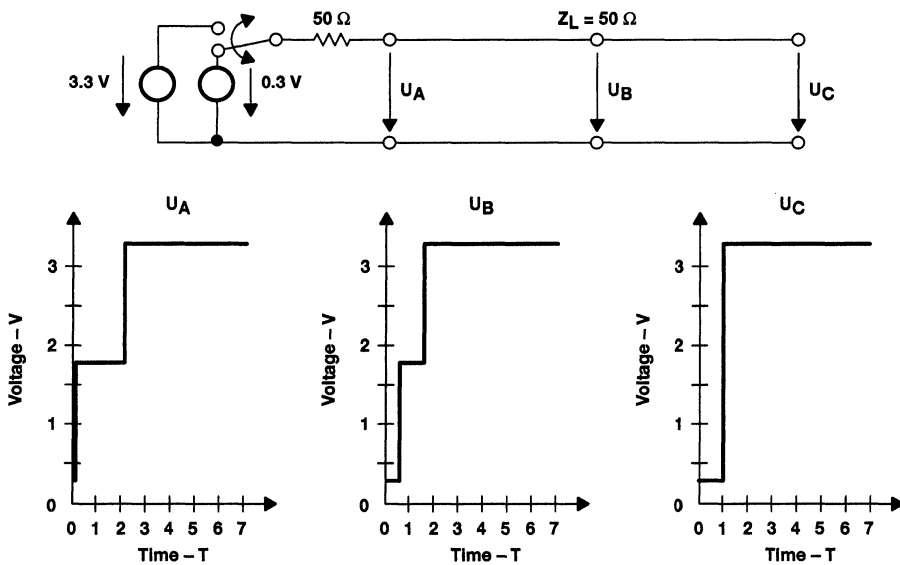 50 Ω
Z_L = 50 Ω
3.3 V
0.3 V
U_A
U_B
U_C
U_A
U_B
U_C
Voltage – V
3
2
1
0
0 1 2 3 4 5 6 7
Time – T
Voltage – V
3
2
1
0
0 1 2 3 4 5 6 7
Time – T
Voltage – V
3
2
1
0
0 1 2 3 4 5 6 7
Time – T